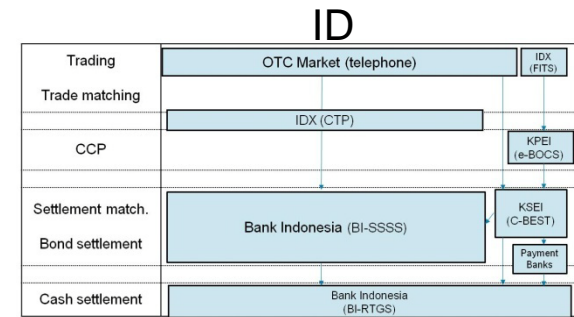 ID
Trading
OTC Market (telephone)
IDX
(FITS)
Trade matching
IDX (CTP)
CCP
KPEI
(e-BOCS)
Settlement match.
Bank Indonesia (BI-SSSS)
KSEI
(C-BEST)
Bond settlement
Payment
Banks
Cash settlement
Bank Indonesia
(BI-RTGS)